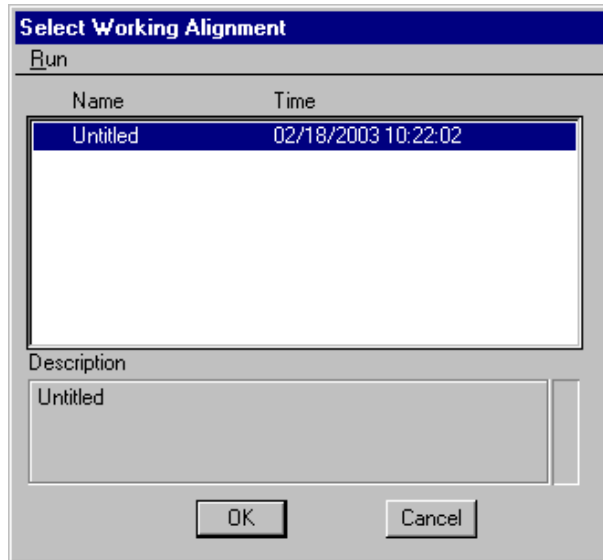 Select Working Alignment
Run
Name Time
Untitled 02/18/2003 10:22:02
Description
Untitled
OK Cancel